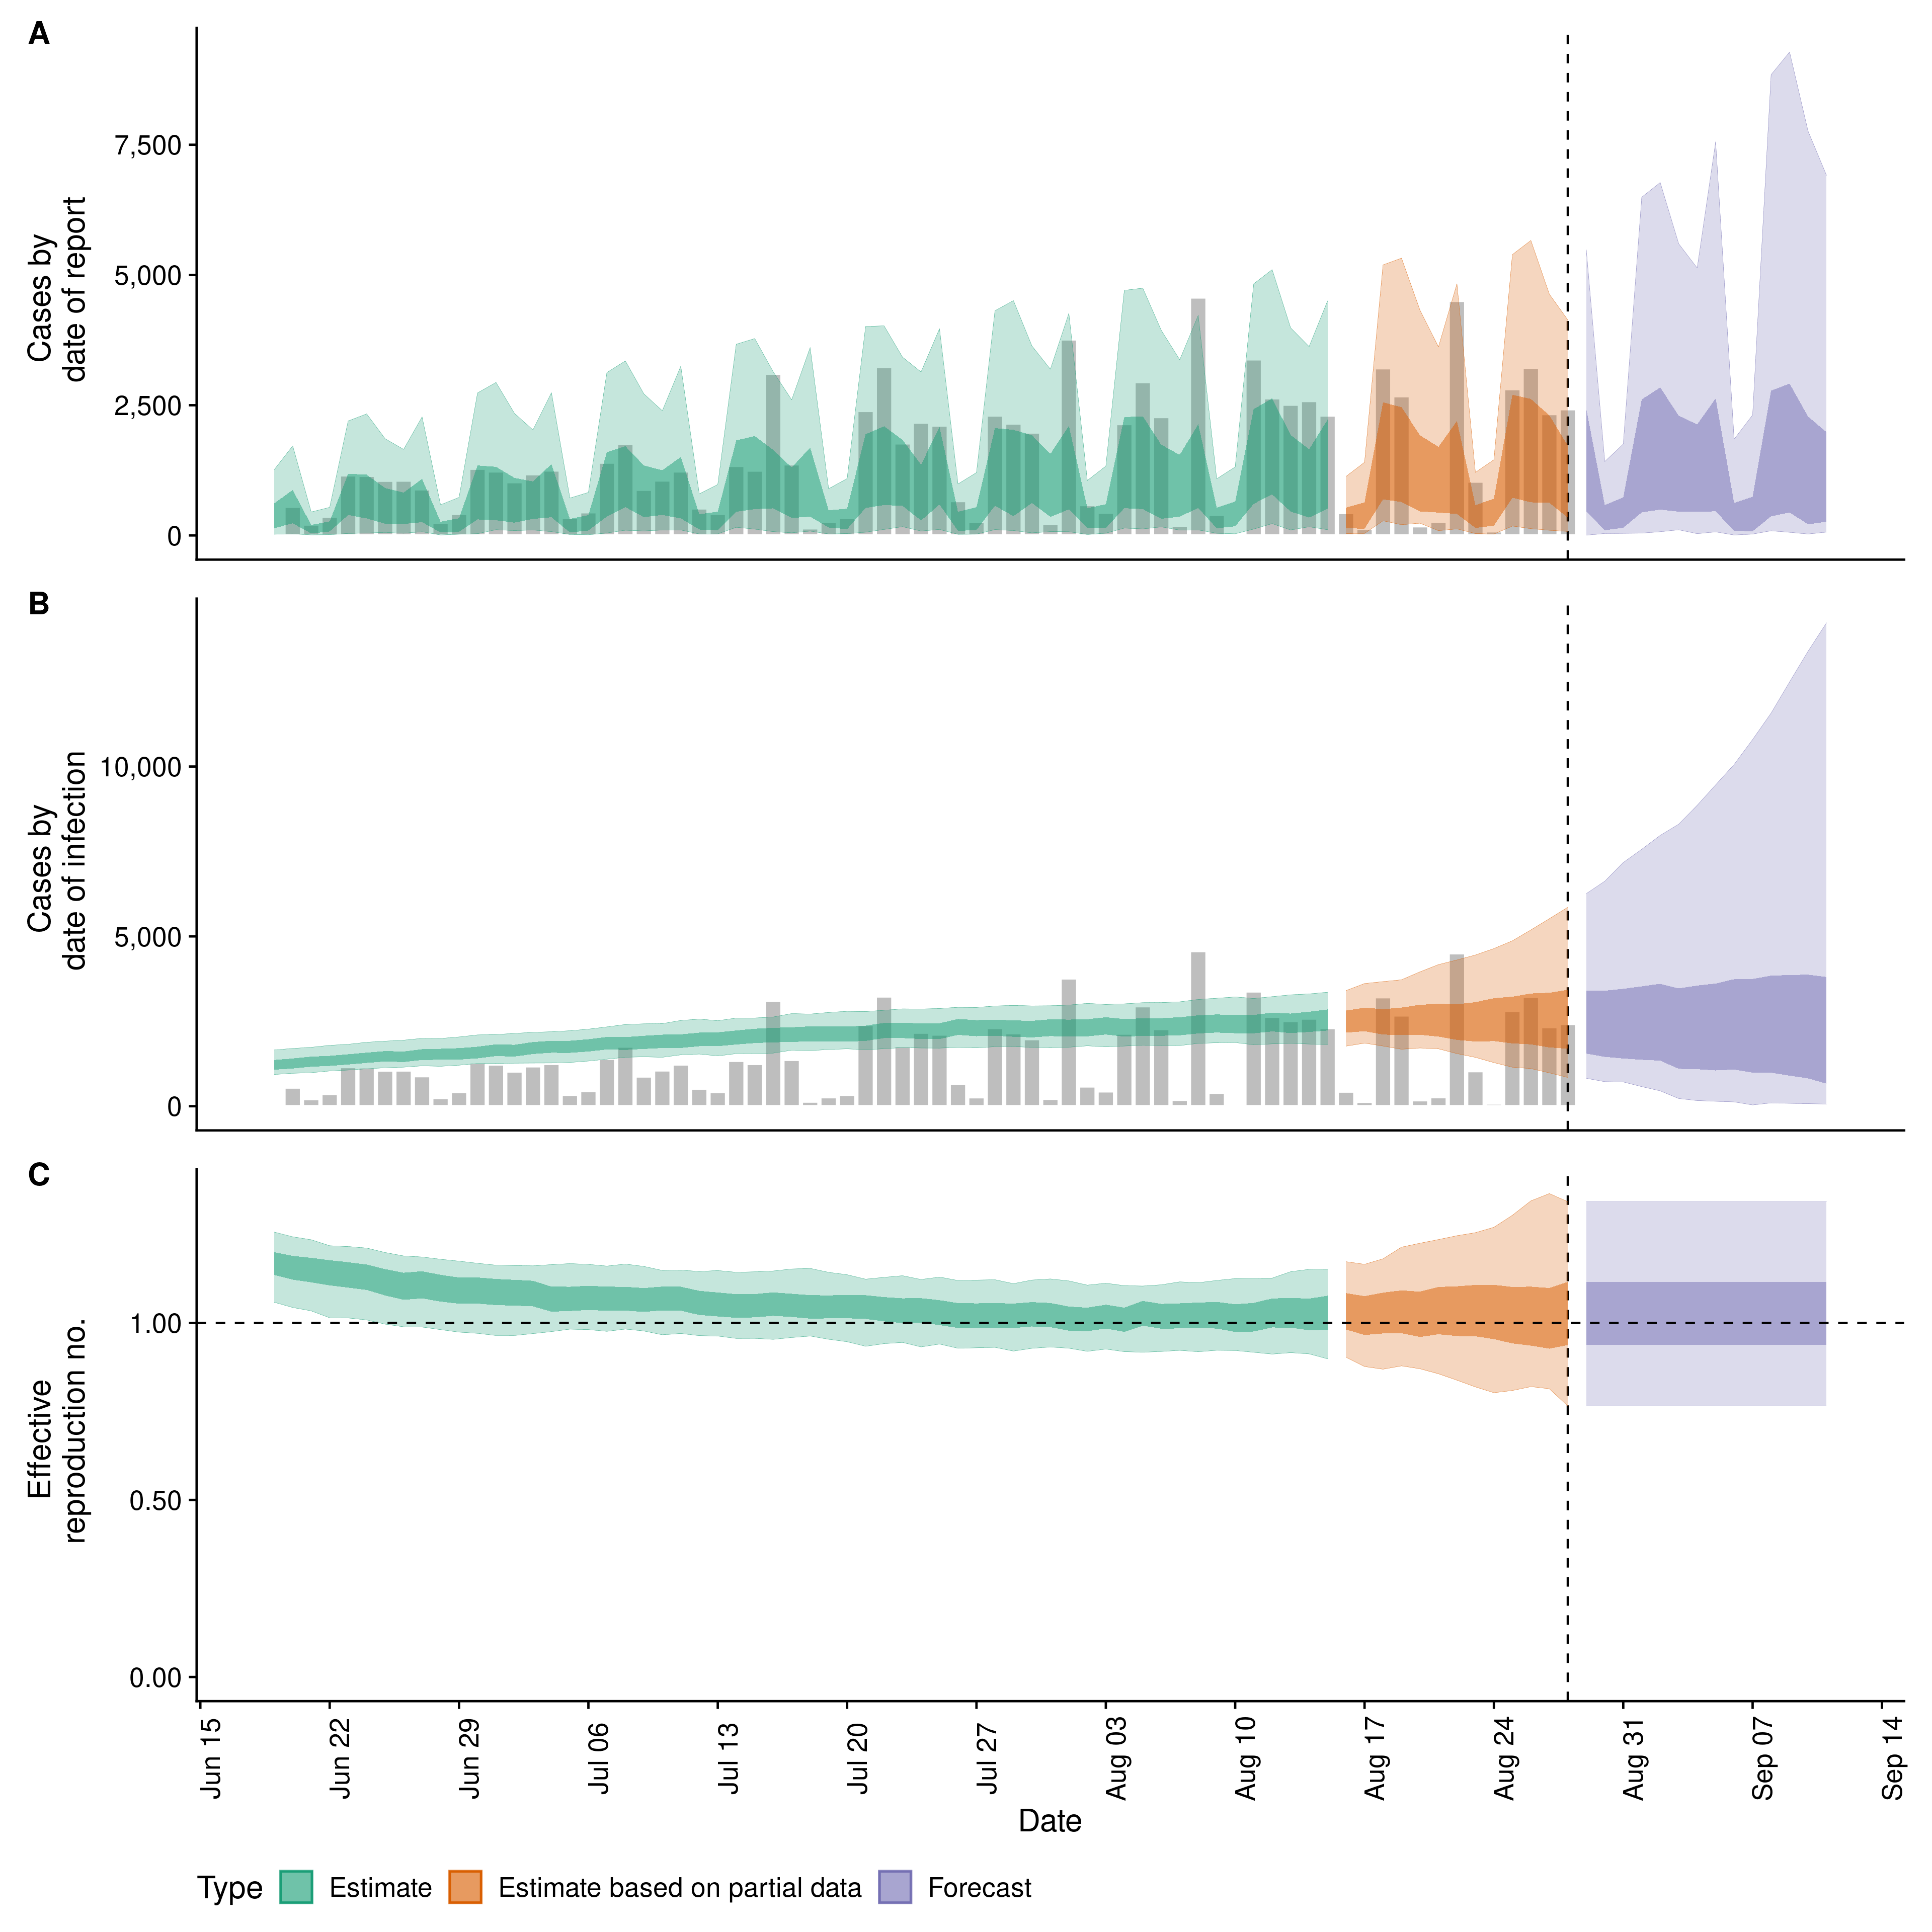 A
Cases by
date of report
7,500
5,000
2,500
0
B
Cases by
date of infection
10,000
5,000
0
C
Effective
reproduction no.
1.00
0.50
0.00
Jun 15
Jun 22
Jun 29
Jul 06
Jul 13
Jul 20
Jul 27
Aug 03
Aug 10
Aug 17
Aug 24
Aug 31
Sep 07
Sep 14
Date
Type Estimate Estimate based on partial data Forecast